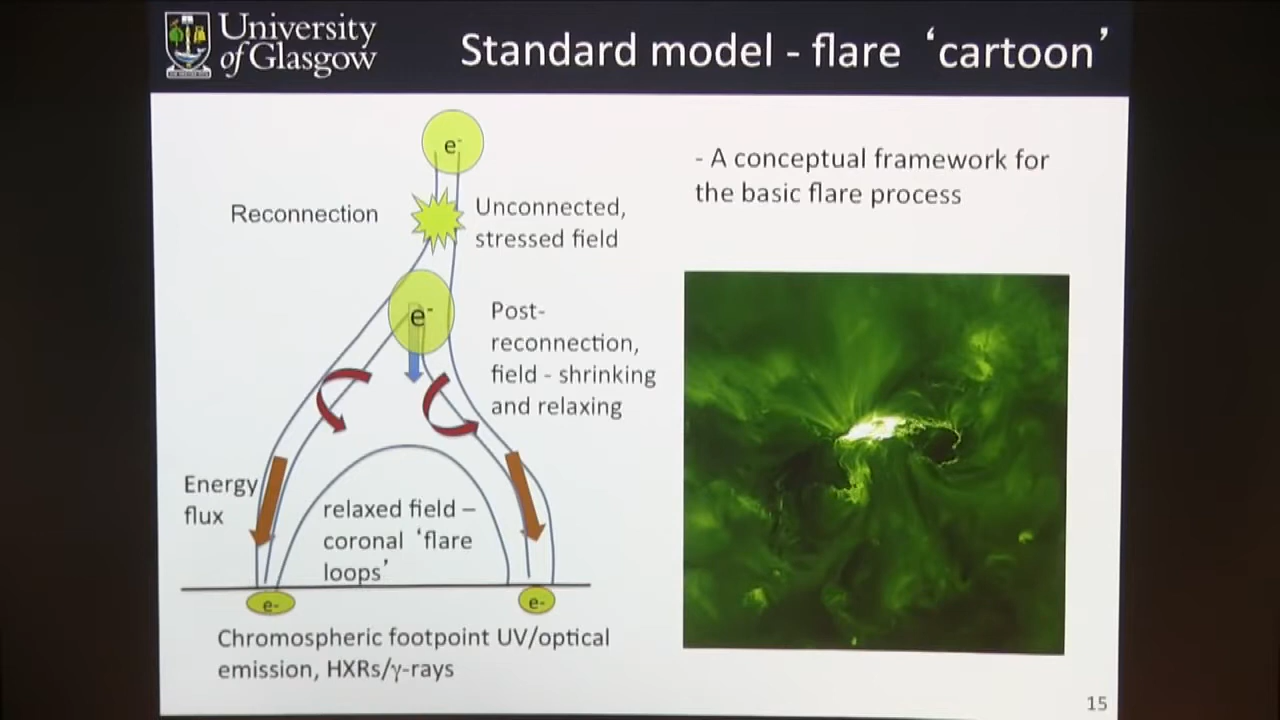 University
of Glasgow
Standard model - flare ‘cartoon’
e-
Reconnection
Unconnected,
stressed field
- A conceptual framework for
the basic flare process
e-
Post-
reconnection,
field - shrinking
and relaxing
Energy
flux
relaxed field –
coronal ‘flare
loops’
e-
e-
Chromospheric footpoint UV/optical
emission, HXRs/γ-rays
15